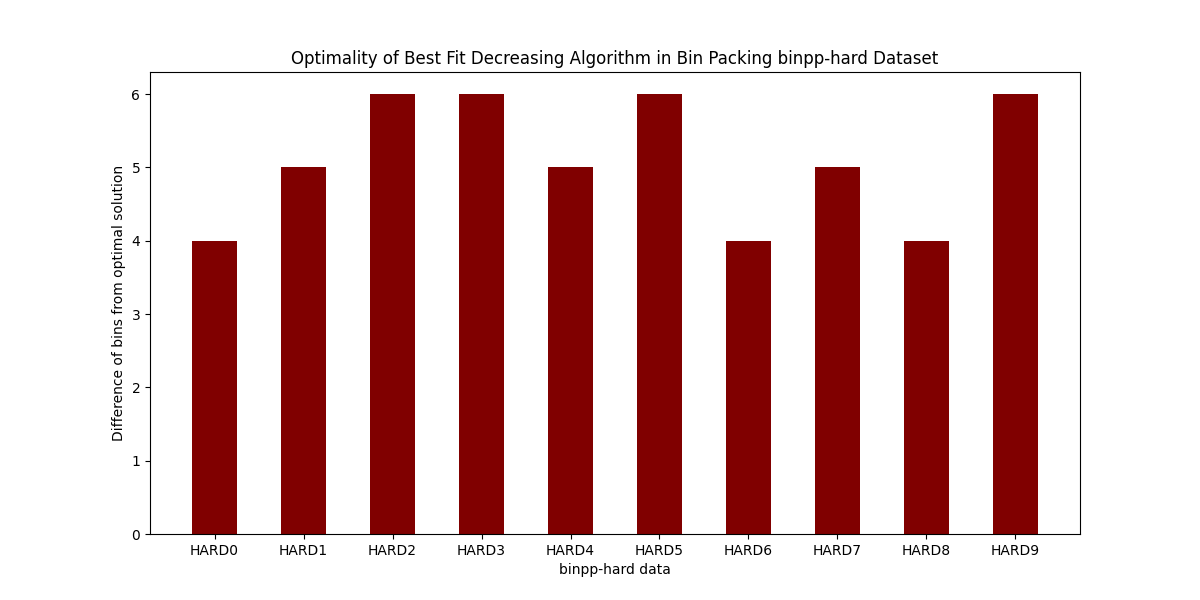 Optimality of Best Fit Decreasing Algorithm in Bin Packing binpp-hard Dataset
Difference of bins from optimal solution
6
5
4
3
2
1
0
HARD0 HARD1 HARD2 HARD3 HARD4 HARD5 HARD6 HARD7 HARD8 HARD9
binpp-hard data